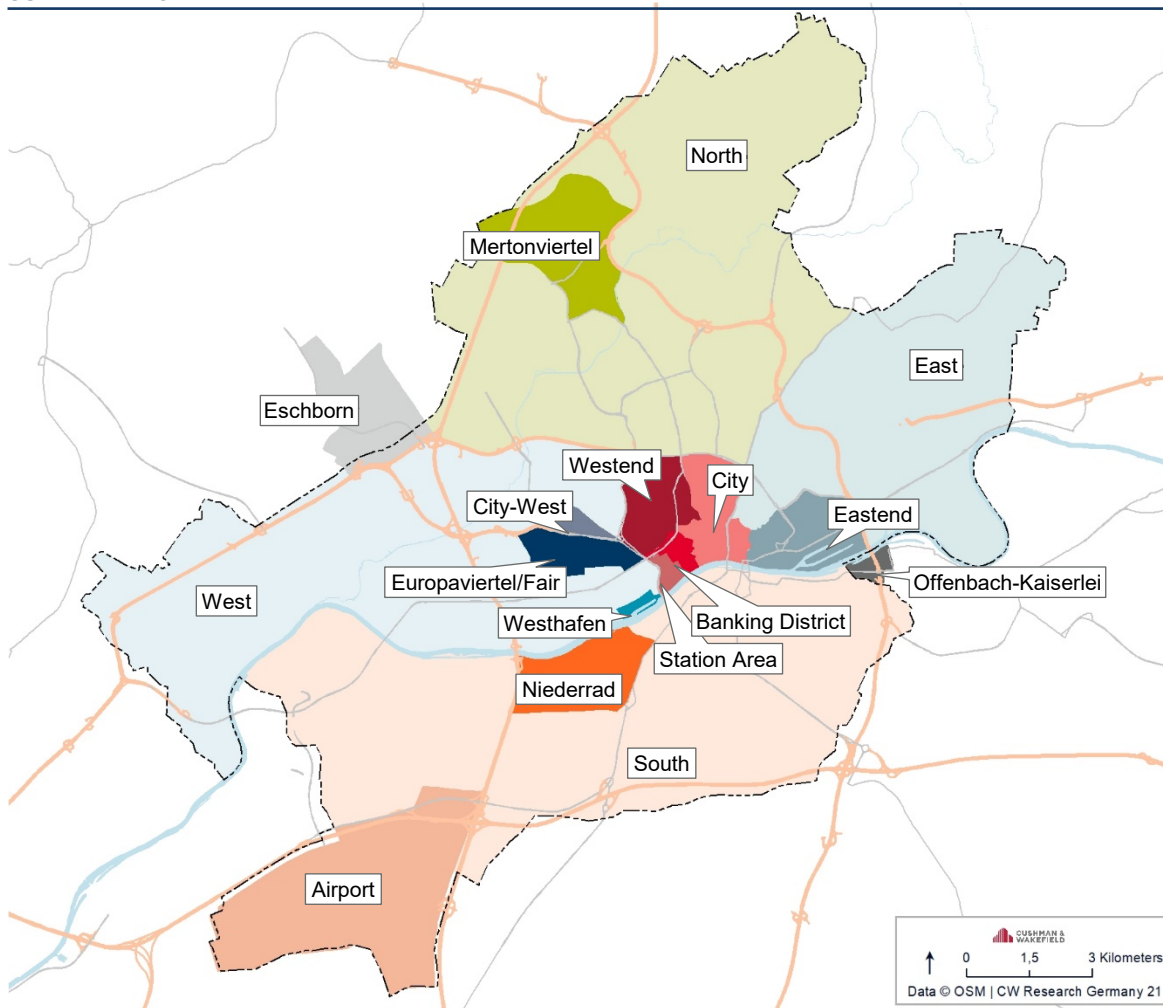 North
Mertonviertel
East
Eschborn
Westend
City
City-West
Eastend
Europaviertel/Fair
Offenbach-Kaiserlei
West
Westhafen
Banking District
Station Area
Niederrad
South
Airport
CUSHMAN &
WAKEFIELD
0 1,5 3 Kilometers
Data © OSM | CW Research Germany 21